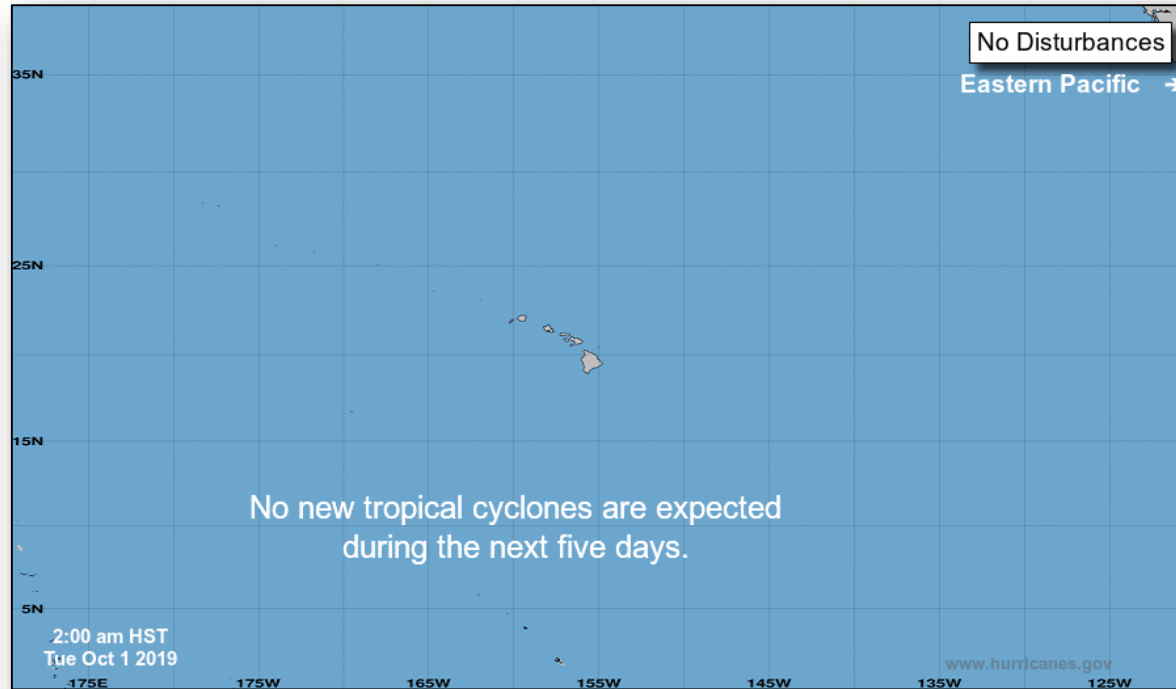 No Disturbances
35N
Eastern Pacific →
25N
15N
No new tropical cyclones are expected
during the next five days.
5N
2:00 am HST
Tue Oct 1 2019
www.hurricanes.gov
175E 175W 165W 155W 145W 135W 125W